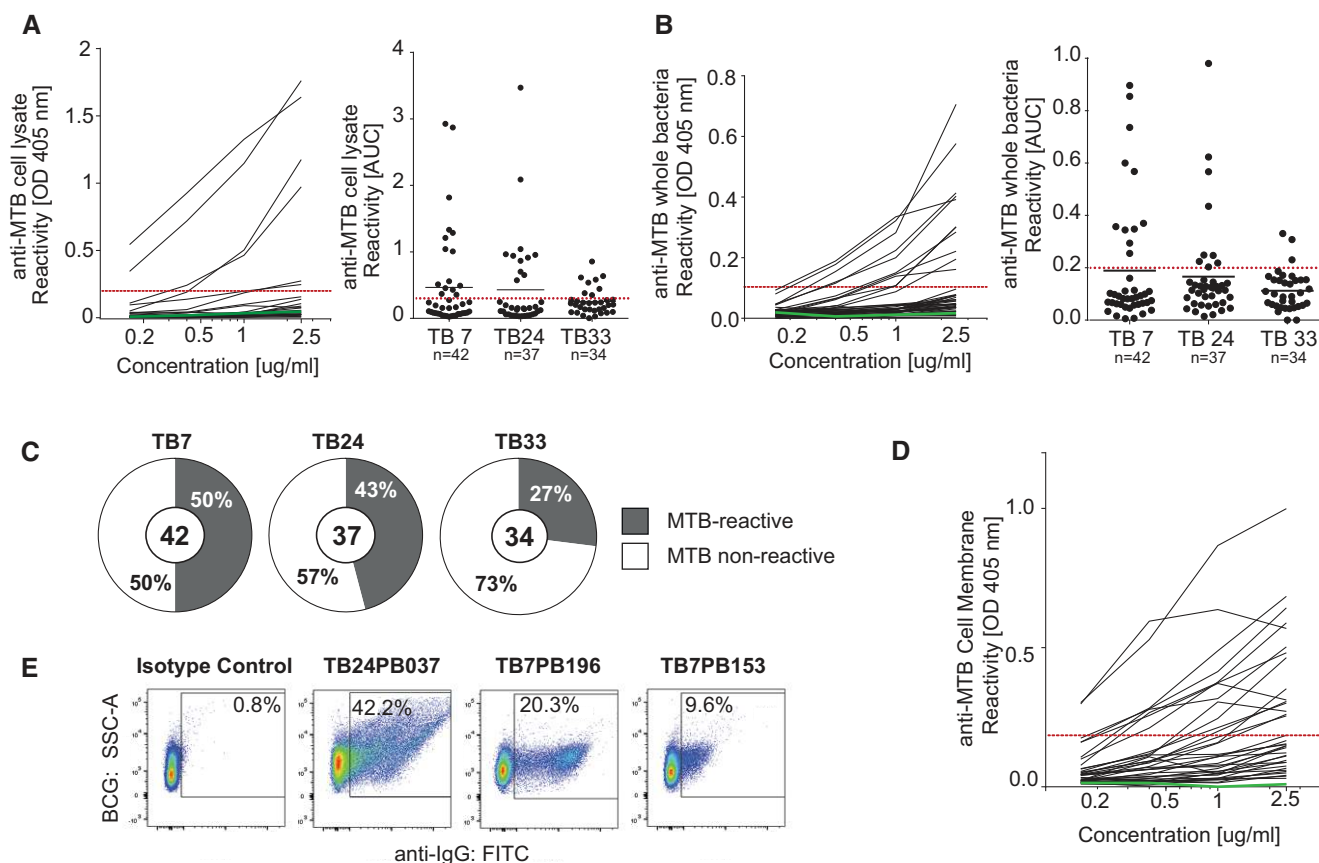 A
anti-MTB cell lysate
Reactivity [OD 405 nm]
2
1.5
1
0.5
0
0.2
0.5
1
2.5
Concentration [ug/ml]
anti-MTB cell lysate
Reactivity [AUC]
4
3
2
1
0
TB 7
n=42
TB24
n=37
TB33
n=34
B
anti-MTB whole bacteria
Reactivity [OD 405 nm]
0.8
0.6
0.4
0.2
0.0
0.2
0.5
1
2.5
Concentration [ug/ml]
anti-MTB whole bacteria
Reactivity [AUC]
1.0
0.8
0.6
0.4
0.2
0.0
TB 7
n=42
TB 24
n=37
TB 33
n=34
C
TB7
50%
42
50%
TB24
43%
37
57%
TB33
27%
34
73%
MTB-reactive
MTB non-reactive
D
anti-MTB Cell Membrane
Reactivity [OD 405 nm]
1.0
0.5
0.0
0.2
0.5
1
2.5
Concentration [ug/ml]
E
BCG: SSC-A
Isotype Control
0.8%
TB24PB037
42.2%
TB7PB196
20.3%
TB7PB153
9.6%
anti-IgG: FITC